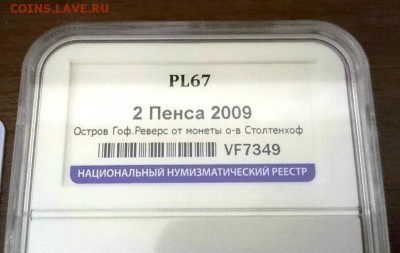 COINS.LAVE.RU
PL67
2 Пенса 2009
Остров Гоф.Реверс от монеты о-в Столтенхоф
VF7349
НАЦИОНАЛЬНЫЙ НУМИЗМАТИЧЕСКИЙ РЕЕСТР